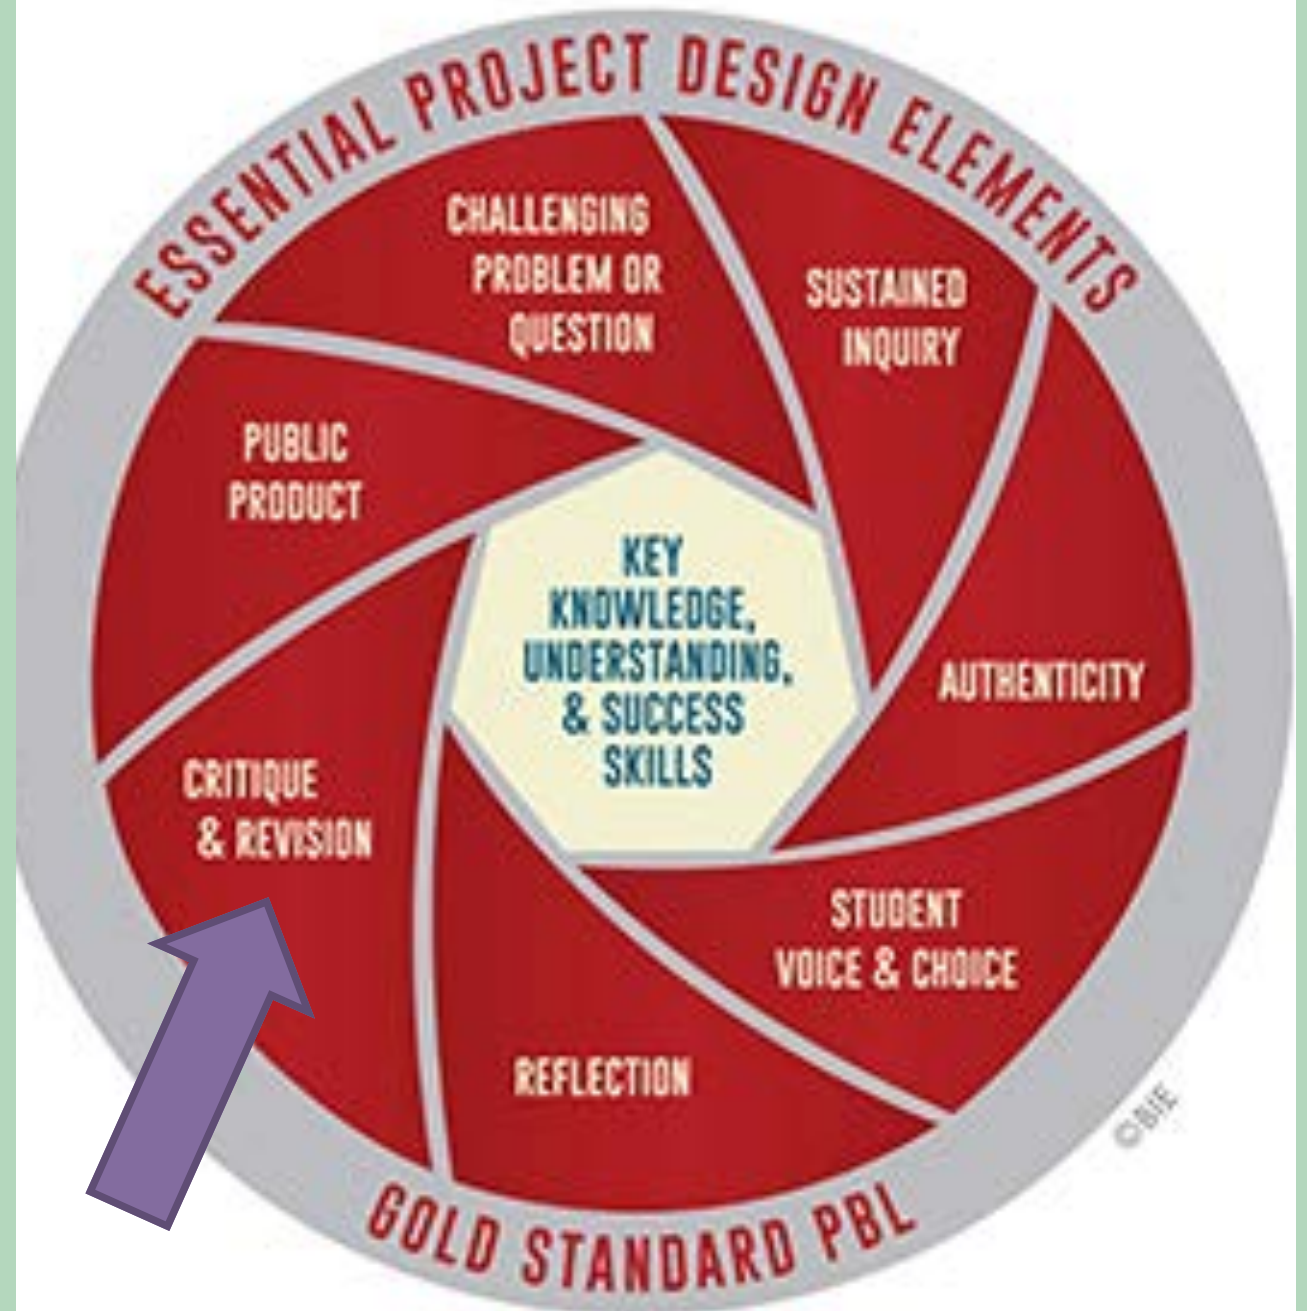 ESSENTIAL PROJECT DESIGN ELEMENTS
CHALLENGING
PROBLEM OR
QUESTION
SUSTAINED
INQUIRY
AUTHENTICITY
STUDENT
VOICE & CHOICE
REFLECTION
CRITIQUE
& REVISION
PUBLIC
PRODUCT
KEY
KNOWLEDGE,
UNDERSTANDING,
& SUCCESS
SKILLS
GOLD STANDARD PBL
©BIE